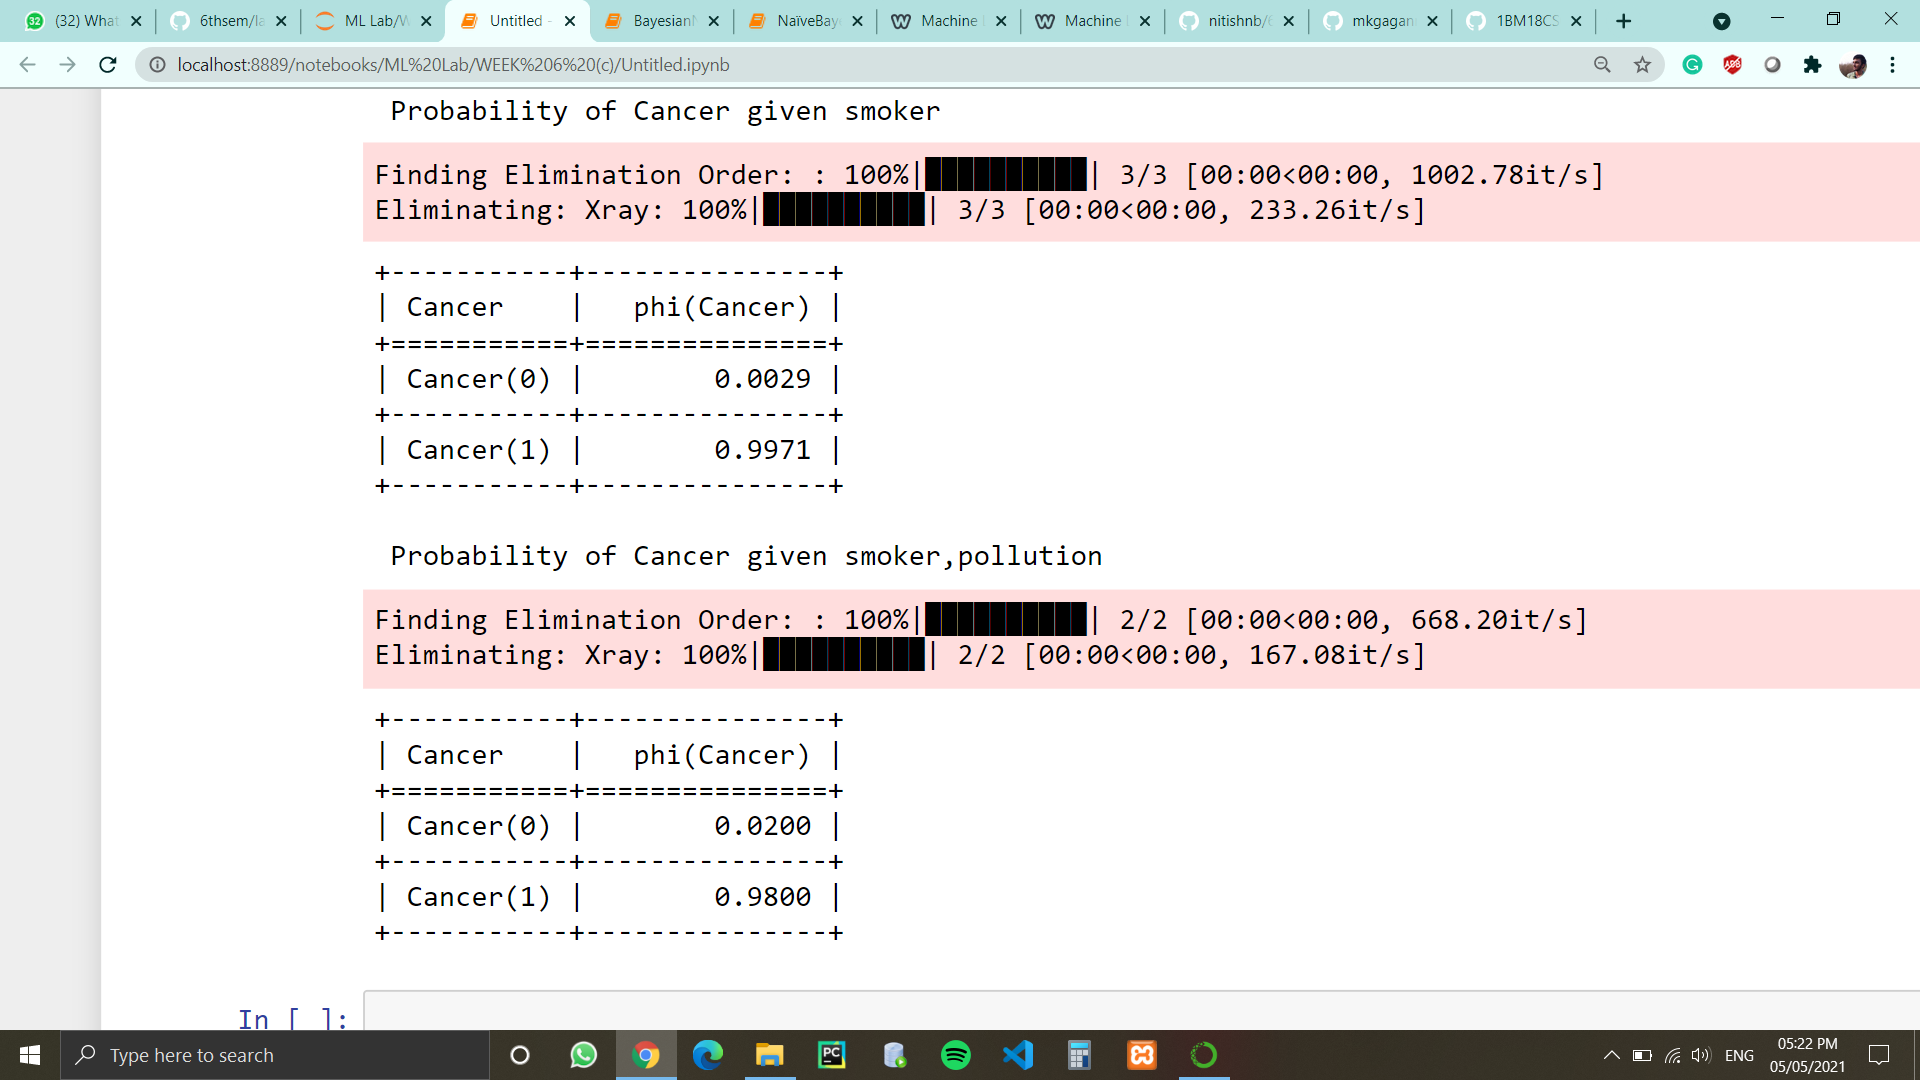 (32) What
6thsem/la
ML Lab/W
Untitled -
Bayesian
NaïveBay
Machine
Machine
nitishnb/
mkgagan
1BM18CS
localhost:8889/notebooks/ML%20Lab/WEEK%206%20(c)/Untitled.ipynb
Probability of Cancer given smoker
Finding Elimination Order: : 100%|██████████| 3/3 [00:00<00:00, 1002.78it/s]
Eliminating: Xray: 100%|██████████| 3/3 [00:00<00:00, 233.26it/s]
+-----------+---------------+
| Cancer    |   phi(Cancer) |
+===========+===============+
| Cancer(0) |        0.0029 |
+-----------+---------------+
| Cancer(1) |        0.9971 |
+-----------+---------------+
Probability of Cancer given smoker,pollution
Finding Elimination Order: : 100%|██████████| 2/2 [00:00<00:00, 668.20it/s]
Eliminating: Xray: 100%|██████████| 2/2 [00:00<00:00, 167.08it/s]
+-----------+---------------+
| Cancer    |   phi(Cancer) |
+===========+===============+
| Cancer(0) |        0.0200 |
+-----------+---------------+
| Cancer(1) |        0.9800 |
+-----------+---------------+
In [ ]:
Type here to search
ENG
05:22 PM
05/05/2021